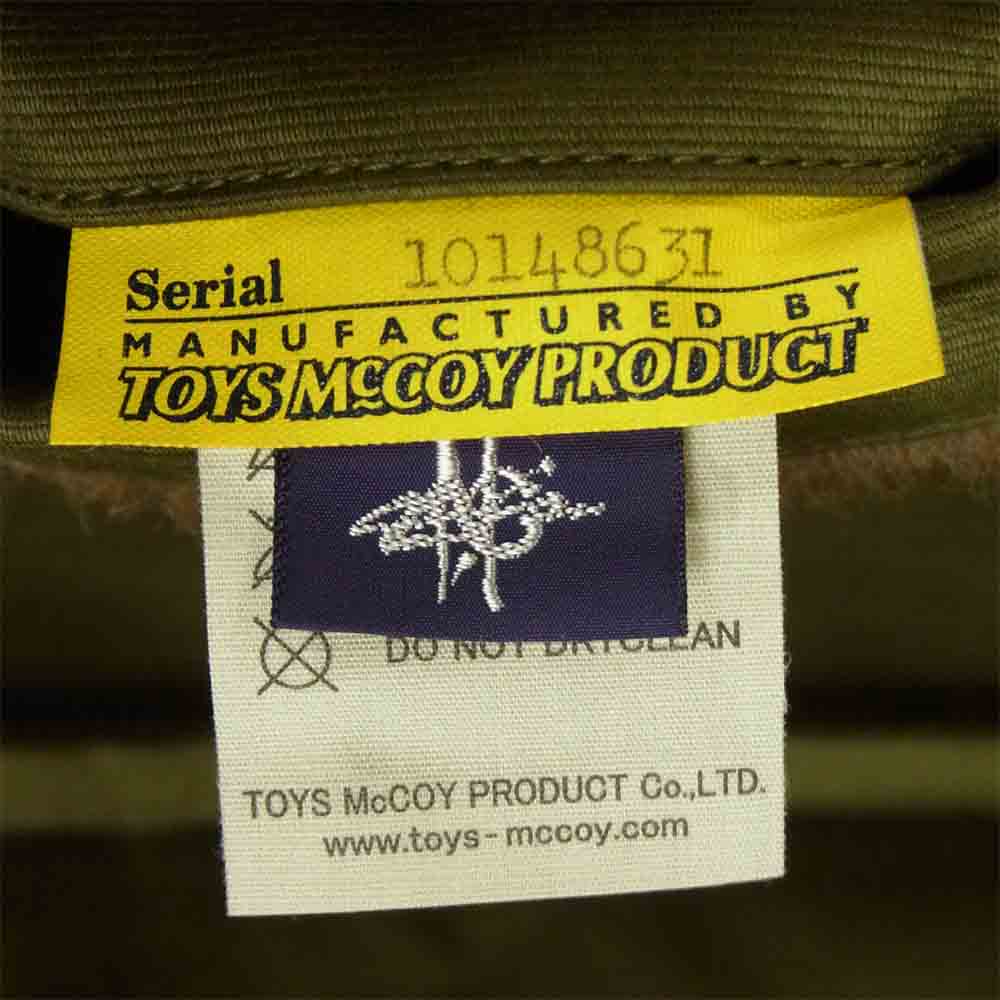 Serial 10148631
MANUFACTURED BY
TOYS McCOY PRODUCT
DO NOT DRYCLEAN
TOYS McCOY PRODUCT Co.,LTD.
www.toys-mccoy.com